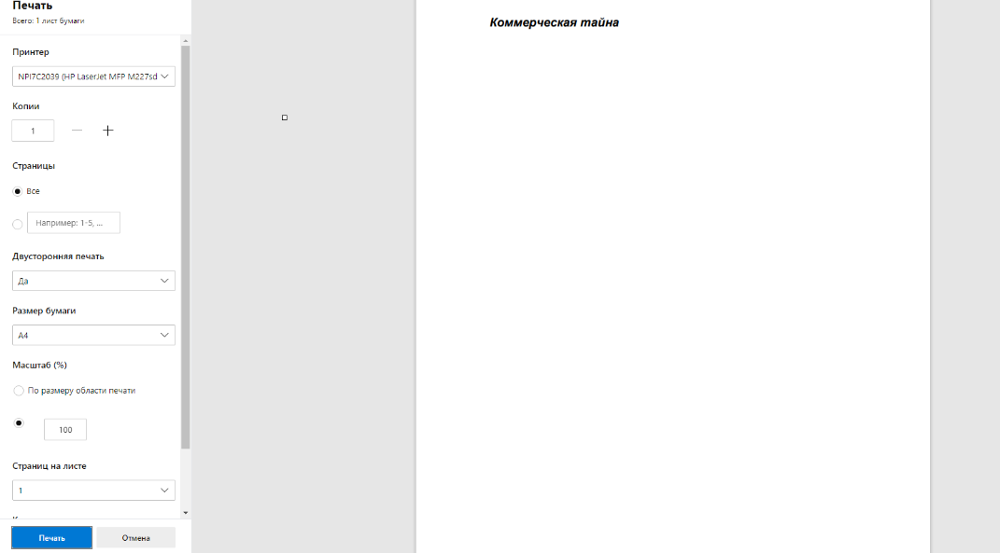 Печать
Всего: 1 лист бумаги
Коммерческая тайна
Принтер
NPI7C2039 (HP LaserJet MFP M227sd
Копии
1
Страницы
Все
Например: 1-5, ...
Двусторонняя печать
Да
Размер бумаги
A4
Масштаб (%)
По размеру области печати
100
Страниц на листе
1
Печать
Отмена